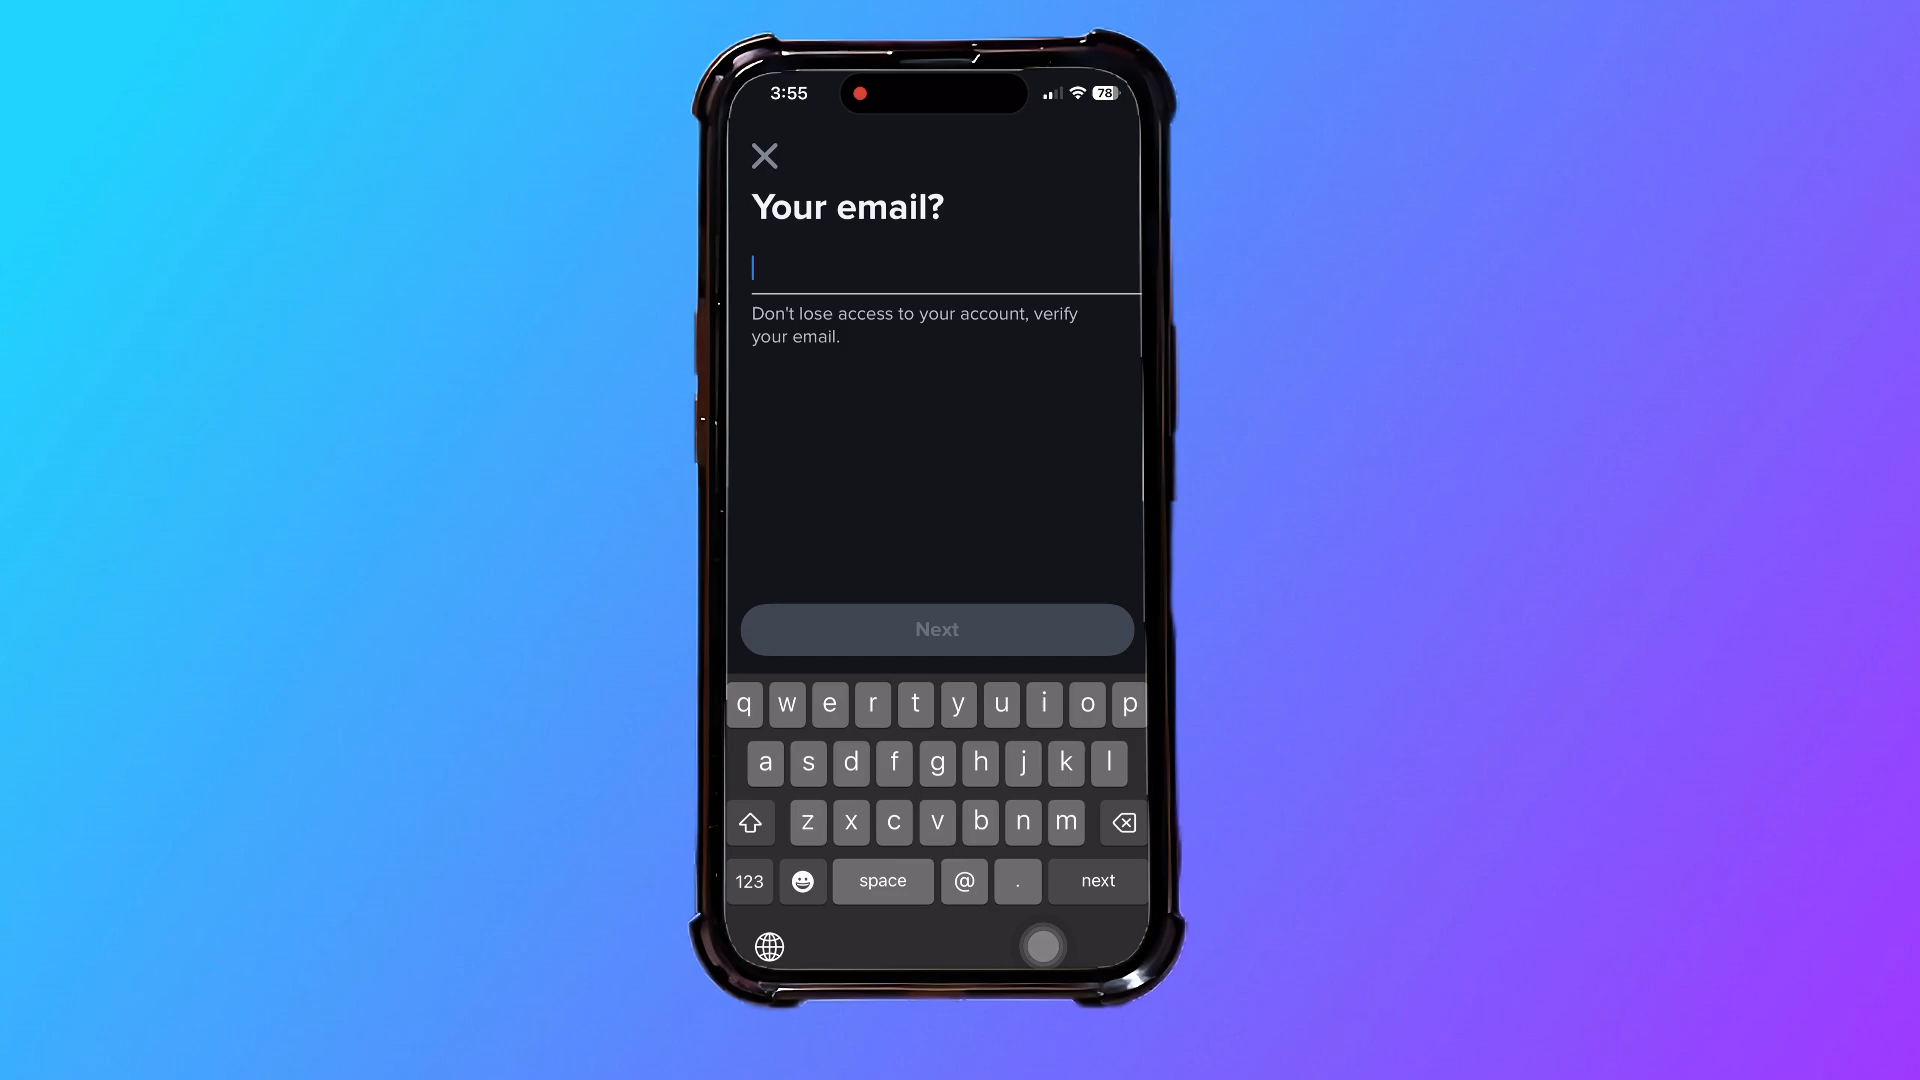 3:55
78
Your email?
Don't lose access to your account, verify
your email.
Next
q w e r t y u i o p
a s d f g h j k l
z x c v b n m
123 space @ . next